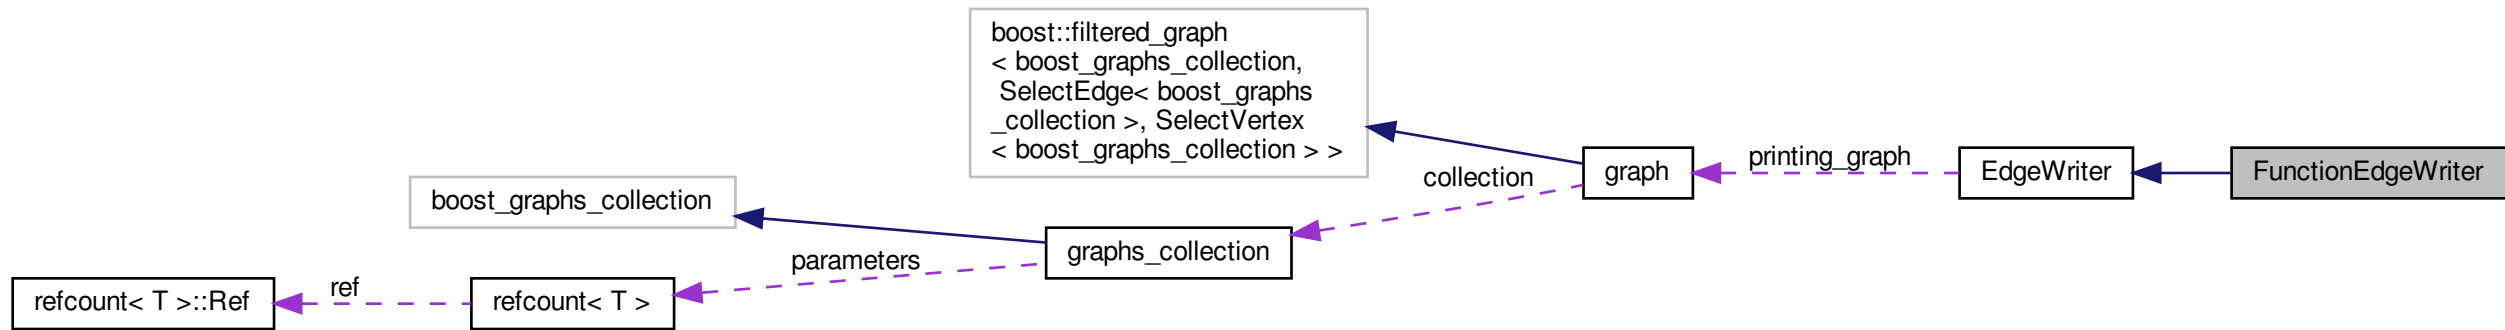 boost::filtered_graph
< boost_graphs_collection,
SelectEdge< boost_graphs
_collection >, SelectVertex
< boost_graphs_collection > >
printing_graph
graph
EdgeWriter
FunctionEdgeWriter
collection
boost_graphs_collection
graphs_collection
parameters
ref
refcount< T >::Ref
refcount< T >